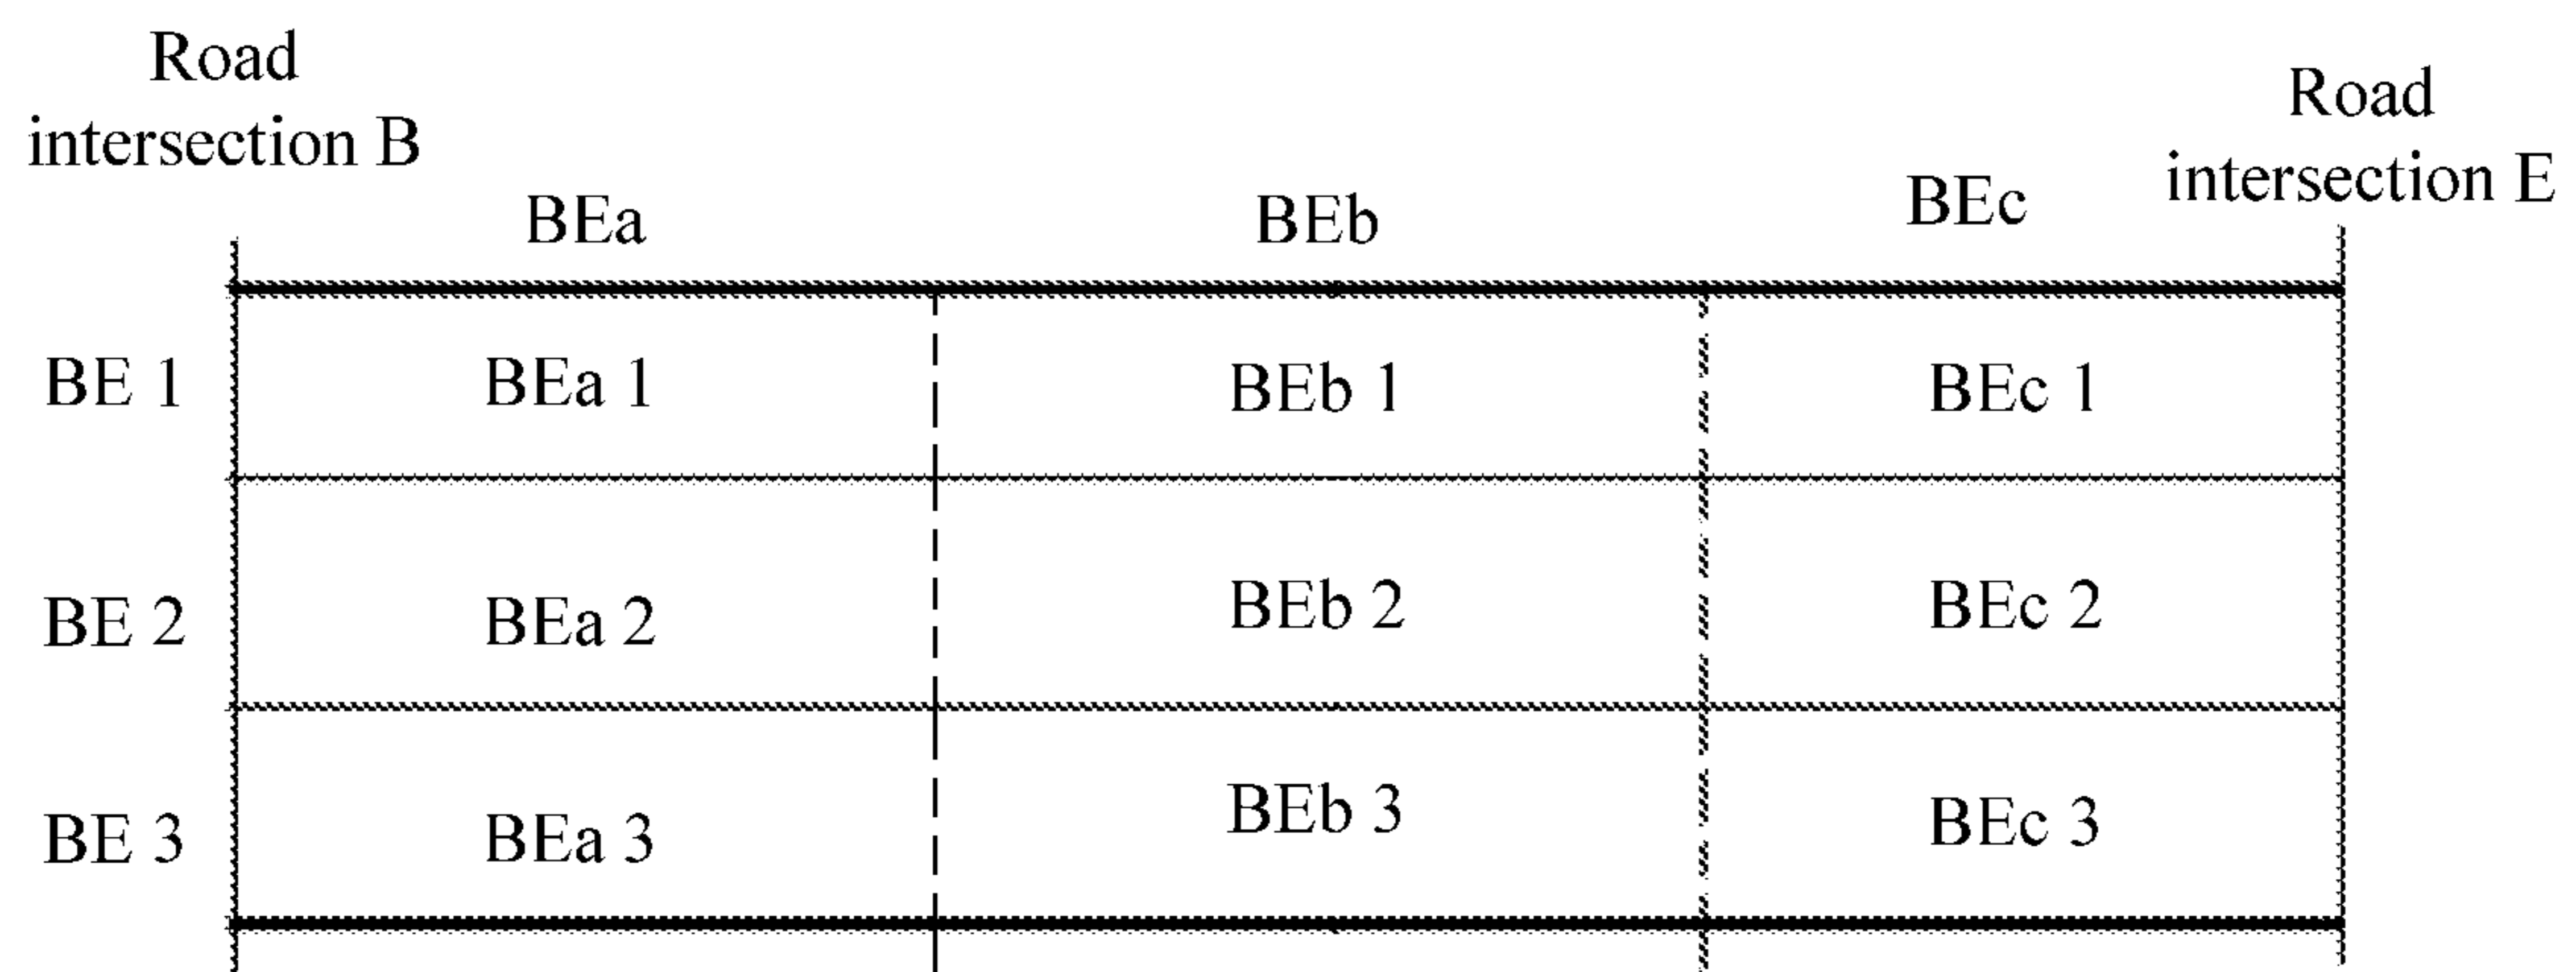 Road
intersection B
Road
intersection E
BEa
BEb
BEc
BE 1
BEa 1
BEb 1
BEc 1
BE 2
BEa 2
BEb 2
BEc 2
BE 3
BEa 3
BEb 3
BEc 3